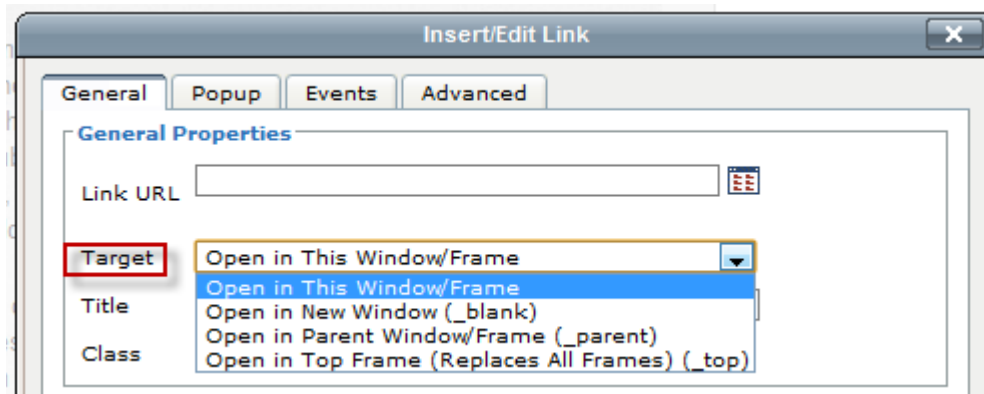 Insert/Edit Link
General Popup Events Advanced
General Properties
Link URL
Target Open in This Window/Frame
Open in This Window/Frame
Title
Open in New Window (_blank)
Open in Parent Window/Frame (_parent)
Class
Open in Top Frame (Replaces All Frames) (_top)